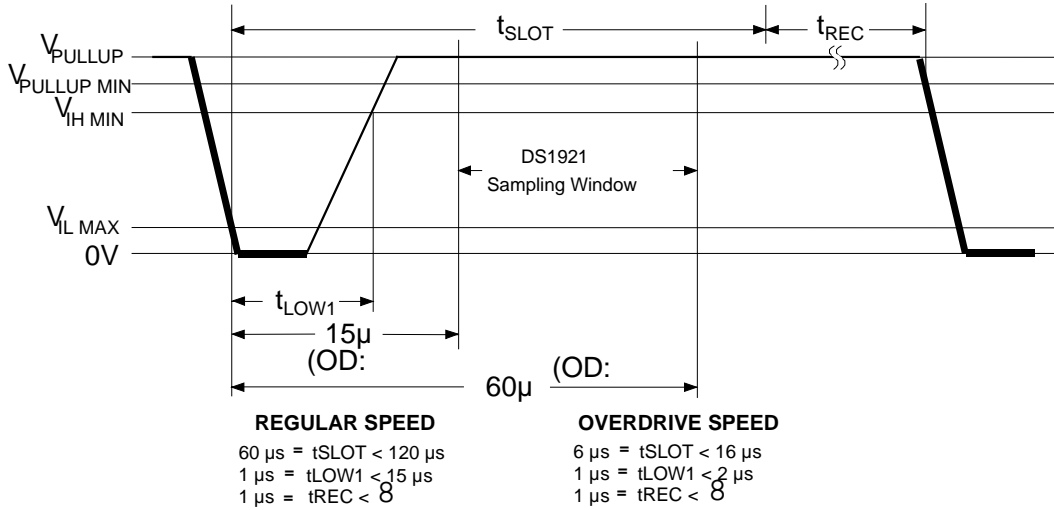 tSLOT tREC
VPULLUP
VPULLUP MIN
VIH MIN
DS1921
Sampling Window
VIL MAX
0V
tLOW1
15µ
(OD:
60µ (OD:
REGULAR SPEED
60 µs = tSLOT < 120 µs
1 µs = tLOW1 < 15 µs
1 µs = tREC < 8
OVERDRIVE SPEED
6 µs = tSLOT < 16 µs
1 µs = tLOW1 < 2 µs
1 µs = tREC < 8